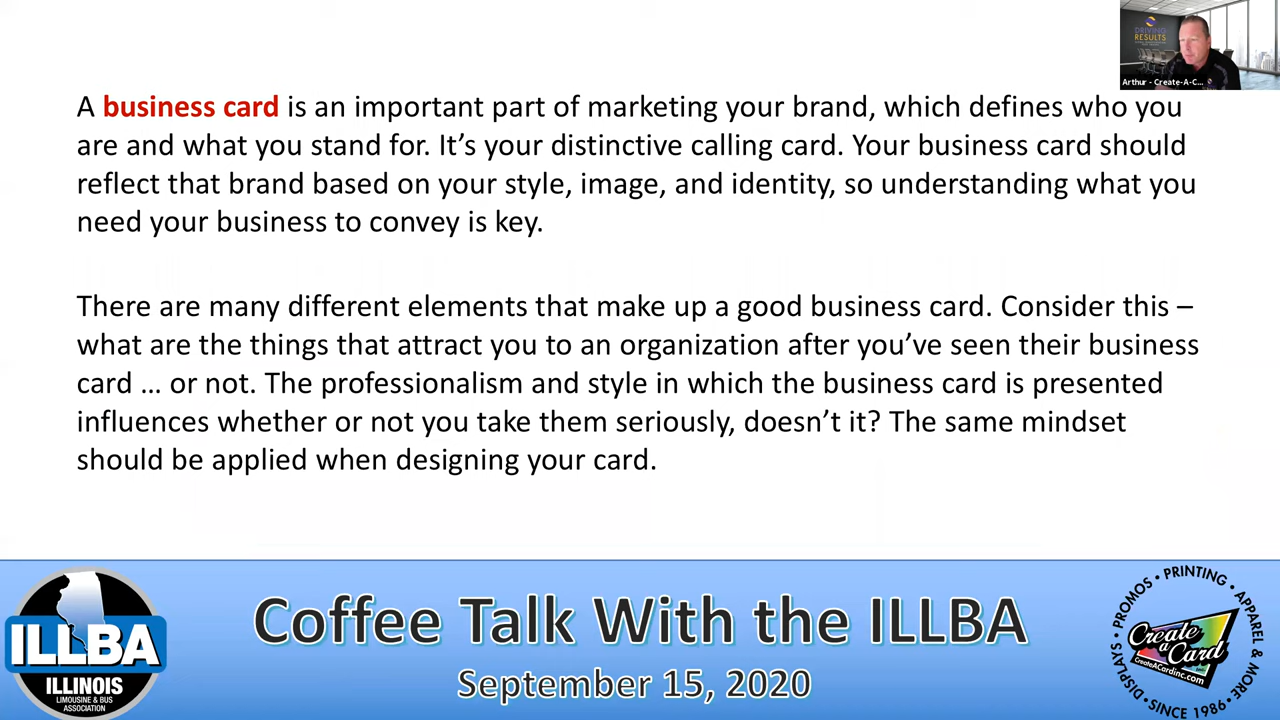 DRIVING
RESULTS
Arthur - Create-A-C...
A business card is an important part of marketing your brand, which defines who you
are and what you stand for. It’s your distinctive calling card. Your business card should
reflect that brand based on your style, image, and identity, so understanding what you
need your business to convey is key.
There are many different elements that make up a good business card. Consider this –
what are the things that attract you to an organization after you’ve seen their business
card … or not. The professionalism and style in which the business card is presented
influences whether or not you take them seriously, doesn’t it? The same mindset
should be applied when designing your card.
ILLBA
ILLINOIS
LIMOUSINE & BUS
ASSOCIATION
Coffee Talk With the ILLBA
September 15, 2020
DISPLAYS • PROMOS • PRINTING • APPAREL & MORE
Create
a
Card
CreateACardinc.com
• SINCE 1986 •